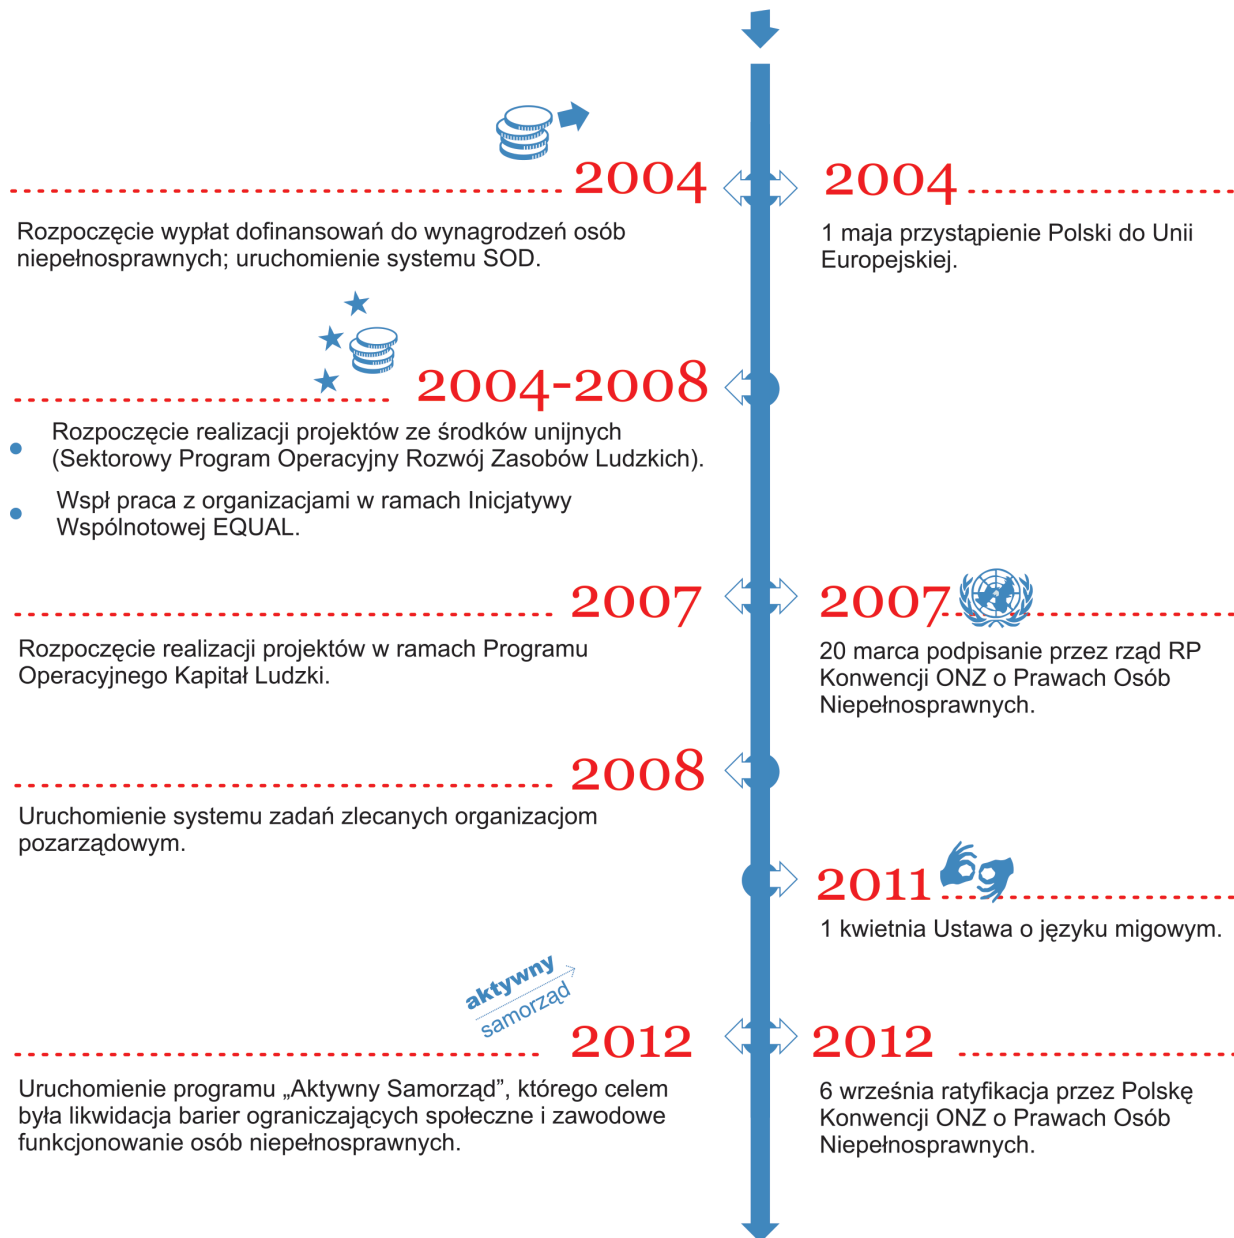 2004
Rozpoczęcie wypłat dofinansowań do wynagrodzeń osób
niepełnosprawnych; uruchomienie systemu SOD.
2004
1 maja przystąpienie Polski do Unii
Europejskiej.
2004-2008
Rozpoczęcie realizacji projektów ze środków unijnych
(Sektorowy Program Operacyjny Rozwój Zasobów Ludzkich).
Wspł praca z organizacjami w ramach Inicjatywy
Wspólnotowej EQUAL.
2007
Rozpoczęcie realizacji projektów w ramach Programu
Operacyjnego Kapitał Ludzki.
2007
20 marca podpisanie przez rząd RP
Konwencji ONZ o Prawach Osób
Niepełnosprawnych.
2008
Uruchomienie systemu zadań zlecanych organizacjom
pozarządowym.
2011
1 kwietnia Ustawa o języku migowym.
aktywny
samorząd
2012
Uruchomienie programu „Aktywny Samorząd”, którego celem
była likwidacja barier ograniczających społeczne i zawodowe
funkcjonowanie osób niepełnosprawnych.
2012
6 września ratyfikacja przez Polskę
Konwencji ONZ o Prawach Osób
Niepełnosprawnych.